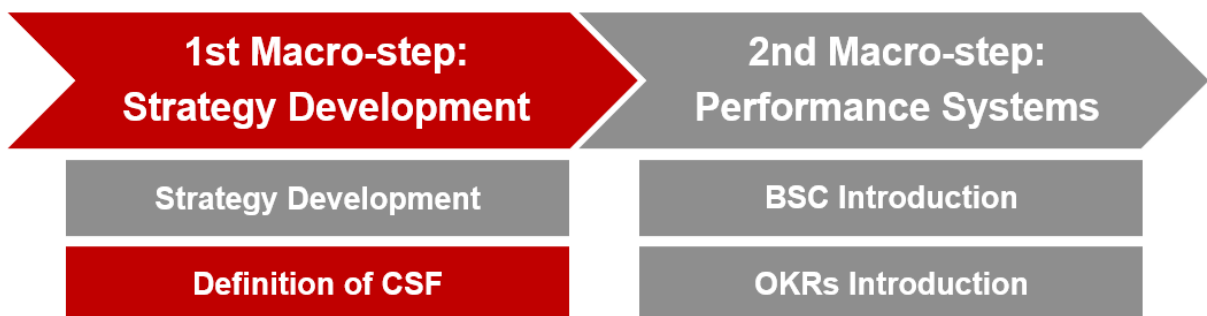 1st Macro-step:
Strategy Development
2nd Macro-step:
Performance Systems
Strategy Development
BSC Introduction
Definition of CSF
OKRs Introduction